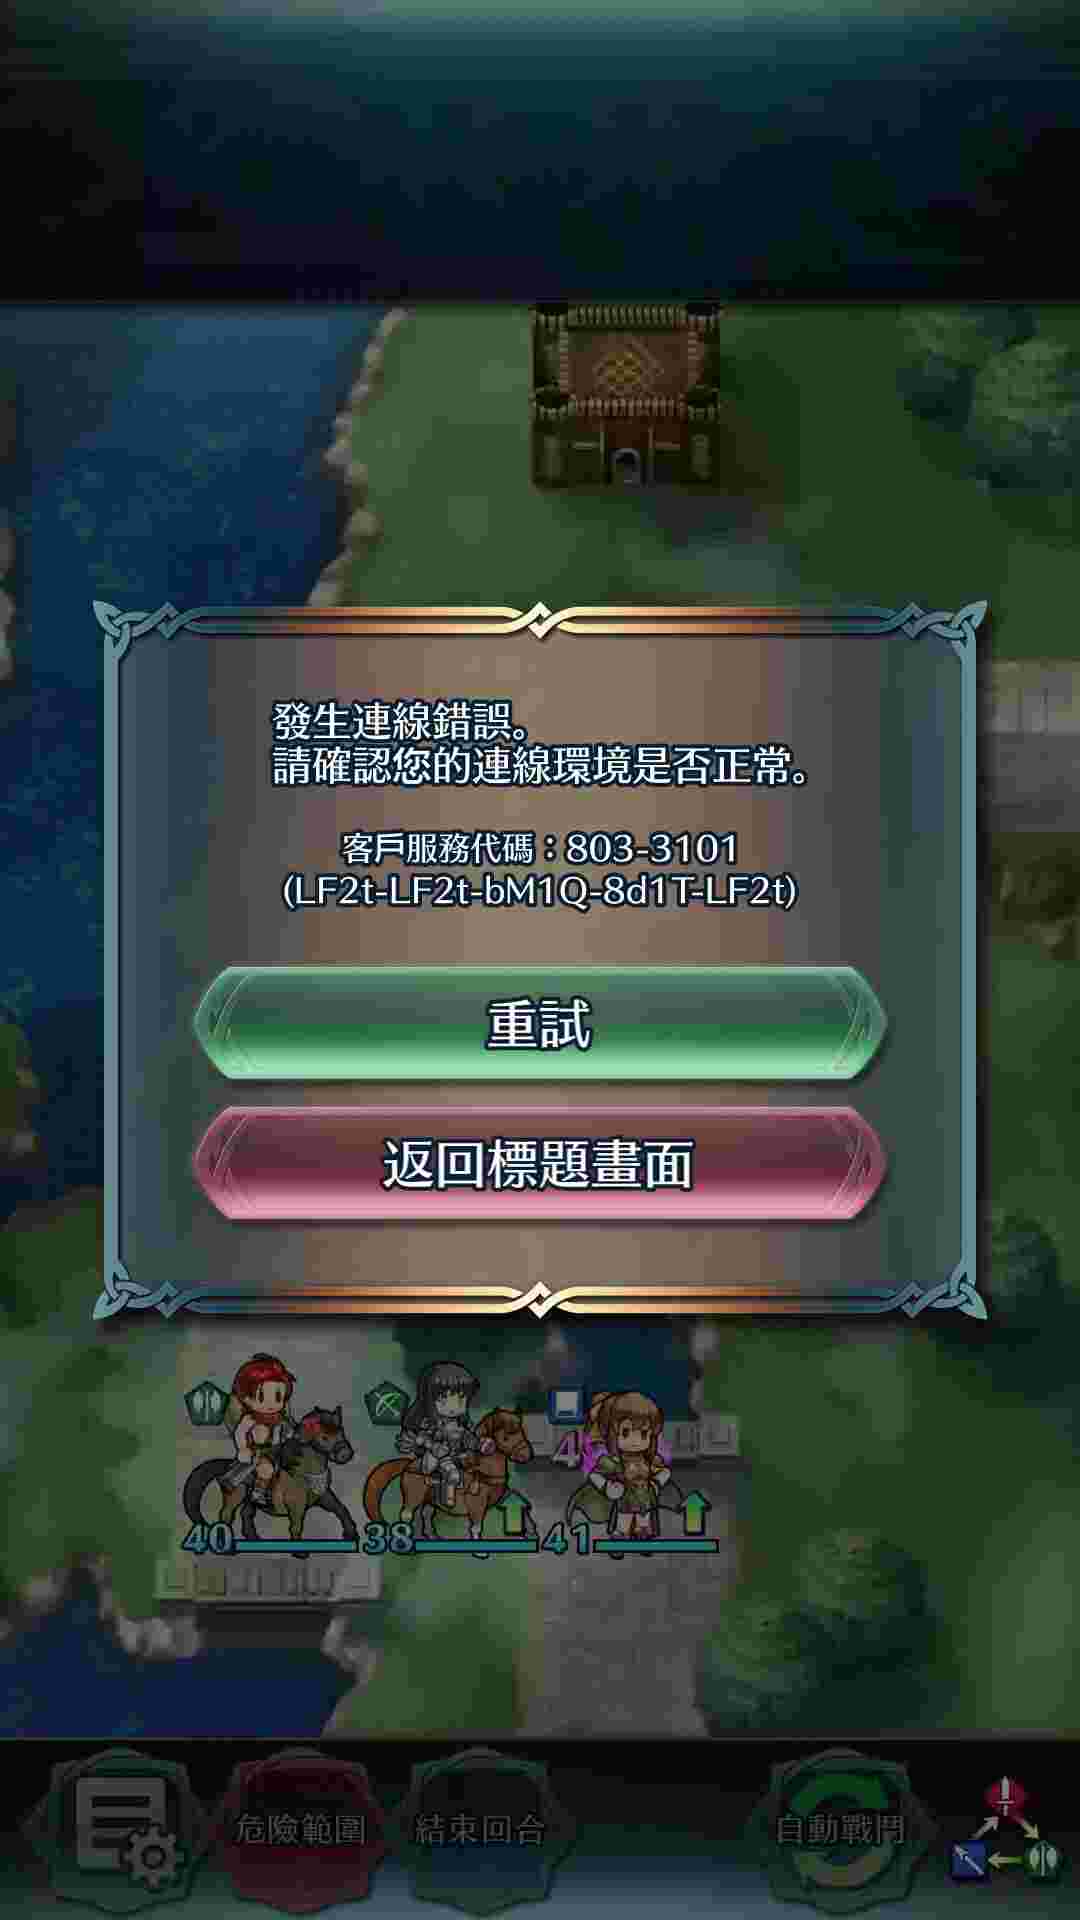 發生連線錯誤。
請確認您的連線環境是否正常。
客戶服務代碼：803-3101
(LF2t-LF2t-bM1Q-8d1T-LF2t)
重試
返回標題畫面
40
38
4
41
危險範圍
結束回合
自動戰鬥